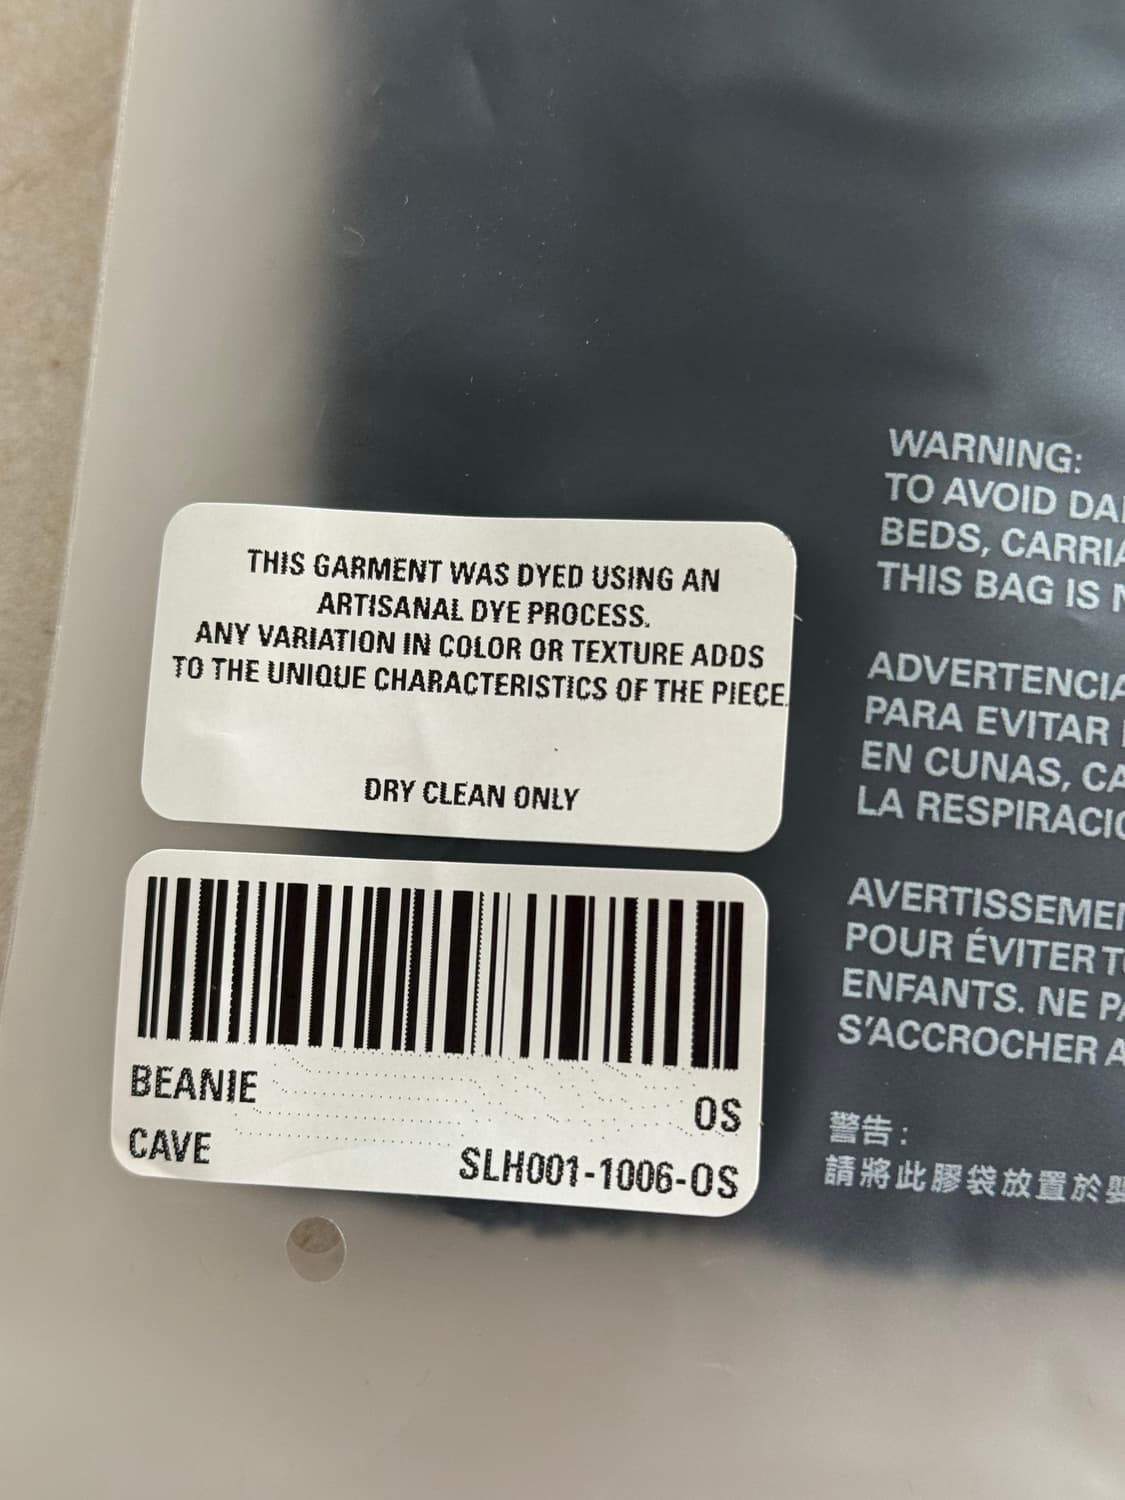 THIS GARMENT WAS DYED USING AN
ARTISANAL DYE PROCESS.
ANY VARIATION IN COLOR OR TEXTURE ADDS
TO THE UNIQUE CHARACTERISTICS OF THE PIECE.
DRY CLEAN ONLY
BEANIE
OS
CAVE
SLH001-1006-OS
WARNING:
TO AVOID
BEDS,
THIS BAG IS
ADVERTENCIA
PARA EVITAR
EN CUNAS,
LA
POUR ÉVITER
ENFANTS. NE
S'ACCROCHER
警告:
請將此膠袋放置於